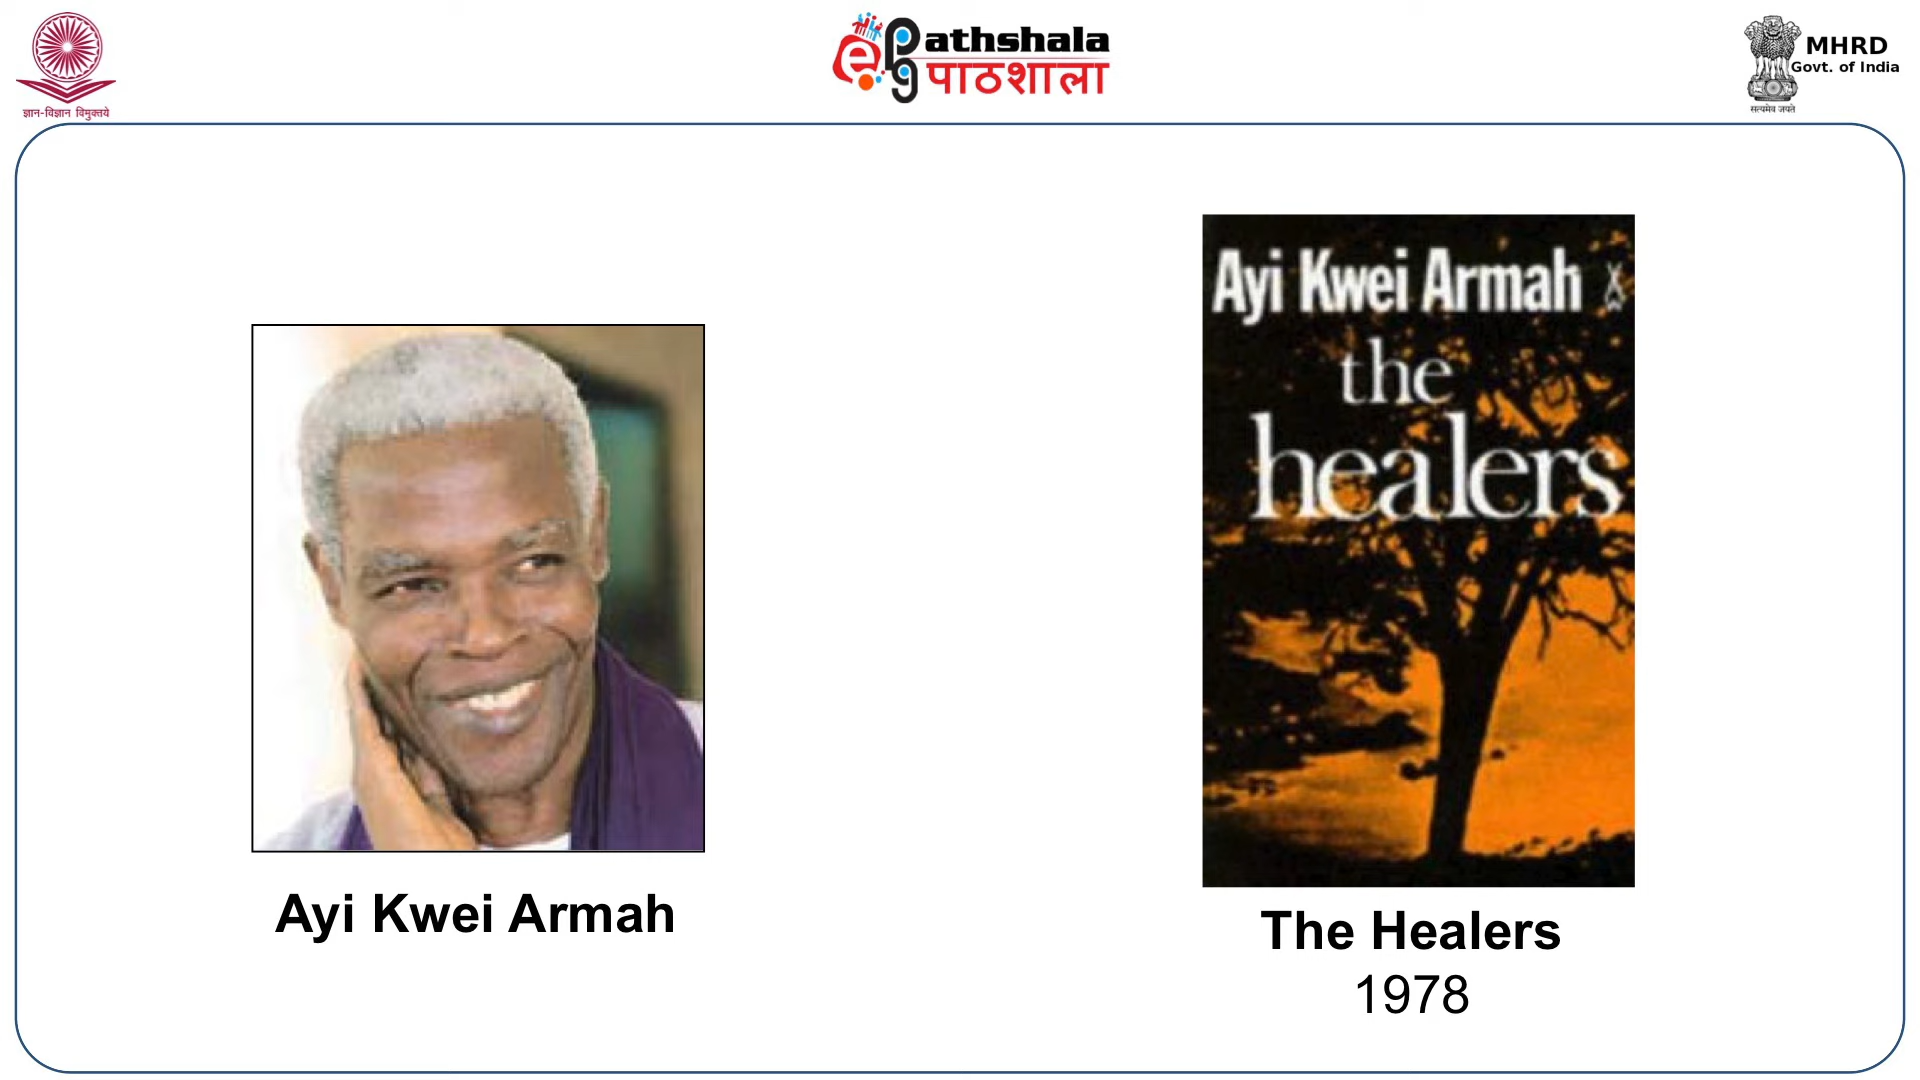 ज्ञान-विज्ञान विमुक्तये
e
pg
athshala
पाठशाला
MHRD
Govt. of India
सत्यमेव जयते
Ayi Kwei Armah
the
healers
Ayi Kwei Armah
The Healers
1978